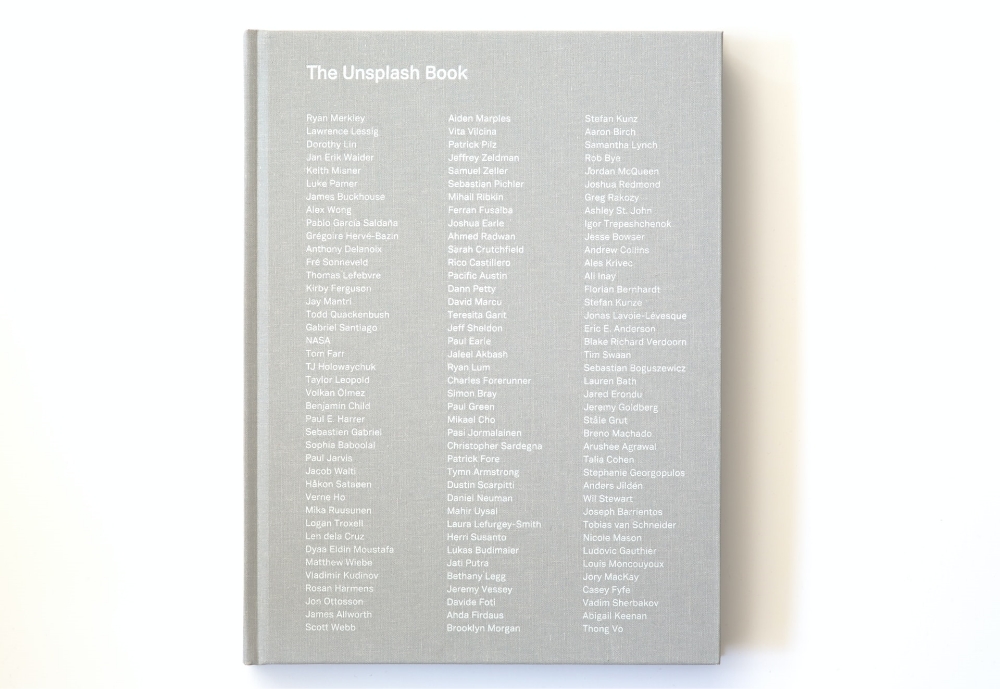 The Unsplash Book
Ryan Merkley
Lawrence Lessig
Dorothy Lin
Jan Erik Waider
Keith Misner
Luke Pamer
James Buckhouse
Alex Wong
Pablo García Saldaña
Grégoire Hervé-Bazin
Anthony Delanoix
Fré Sonneveld
Thomas Lefebvre
Kirby Ferguson
Jay Mantri
Todd Quackenbush
Gabriel Santiago
NASA
Tom Farr
TJ Holowaychuk
Taylor Leopold
Volkan Olmez
Benjamin Child
Paul E. Harrer
Sebastien Gabriel
Sophia Baboolal
Paul Jarvis
Jacob Walti
Håkon Sataøen
Verne Ho
Mika Ruusunen
Logan Troxell
Len dela Cruz
Dyaa Eldin Moustafa
Matthew Wiebe
Vladimir Kudinov
Rosan Harmens
Jon Ottosson
James Allworth
Scott Webb
Aiden Marples
Vita Vilcina
Patrick Pilz
Jeffrey Zeldman
Samuel Zeller
Sebastian Pichler
Mihail Ribkin
Ferran Fusalba
Joshua Earle
Ahmed Radwan
Sarah Crutchfield
Rico Castillero
Pacific Austin
Dann Petty
David Marcu
Teresita Garit
Jeff Sheldon
Paul Earle
Jaleel Akbash
Ryan Lum
Charles Forerunner
Simon Bray
Paul Green
Mikael Cho
Pasi Jormalainen
Christopher Sardegna
Patrick Fore
Tymn Armstrong
Dustin Scarpitti
Daniel Neuman
Mahir Uysal
Laura Lefurgey-Smith
Herri Susanto
Lukas Budimaier
Jati Putra
Bethany Legg
Jeremy Vessey
Davide Foti
Ahda Firdaus
Brooklyn Morgan
Stefan Kunz
Aaron Birch
Samantha Lynch
Rob Bye
Jordan McQueen
Joshua Redmond
Greg Rakozy
Ashley St. John
Igor Trepeshchenok
Jesse Bowser
Andrew Collins
Ales Krivec
Ali Inay
Florian Bernhardt
Stefan Kunze
Jonas Lavoie-Lévesque
Eric E. Anderson
Blake Richard Verdoorn
Tim Swaan
Sebastian Boguszewicz
Lauren Bath
Jared Erondu
Jeremy Goldberg
Ståle Grut
Breno Machado
Arushee Agrawal
Talia Cohen
Stephanie Georgopulos
Anders Jildén
Wil Stewart
Joseph Barrientos
Tobias van Schneider
Nicole Mason
Ludovic Gauthier
Louis Moncouyoux
Jory MacKay
Casey Fyfe
Vadim Sherbakov
Abigail Keenan
Thong Vo